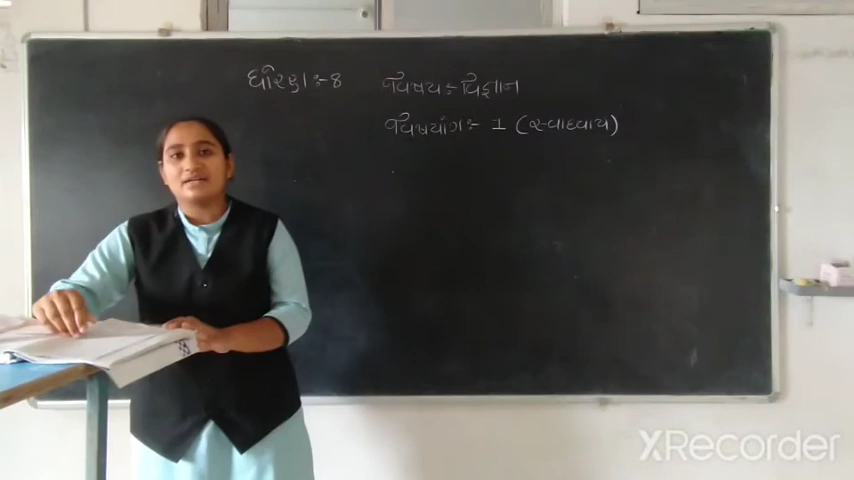 ધોરણ :- 8 વિષય :- વિજ્ઞાન
વિષયાંગ :- 1 (સ્વાધ્યાય)
XRecorder